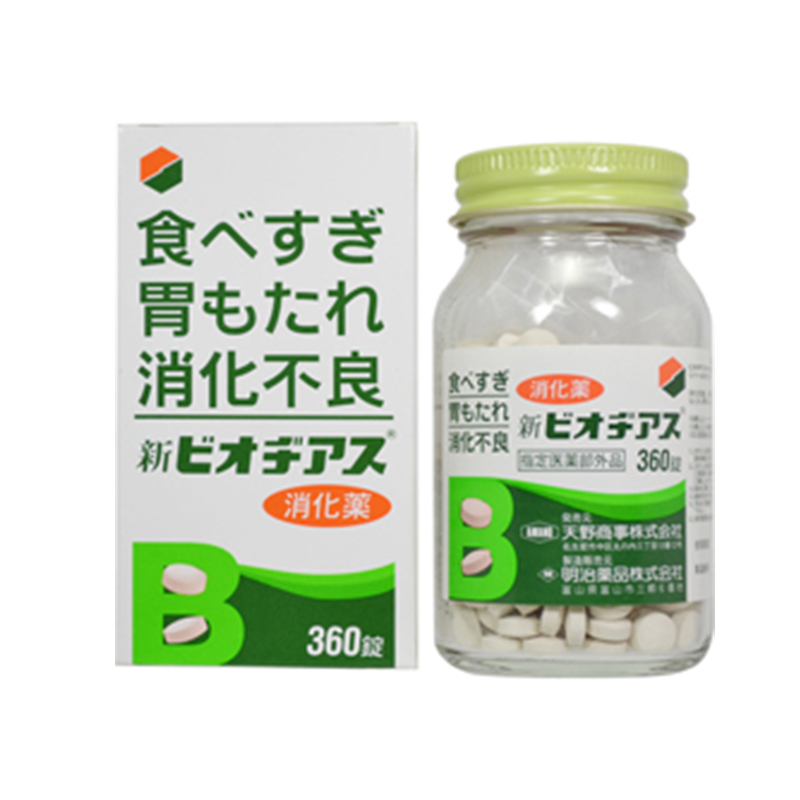 食べすぎ
胃もたれ
消化不良
新ビオヂアス®
消化薬
B
360錠
食べすぎ
胃もたれ
消化不良
消化薬
新ビオヂアス®
指定医薬部外品
360錠
B
発売元
天野商事株式会社
製造販売元
明治薬品株式会社